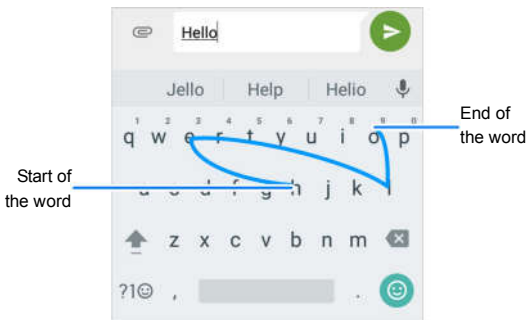 Hello
Jello Help Helio
1 2 3 4 5 6 7 8 9 0
q w e r t y u i o p
End of
the word
a s d f g h j k l
Start of
the word
z x c v b n m
?1 , .